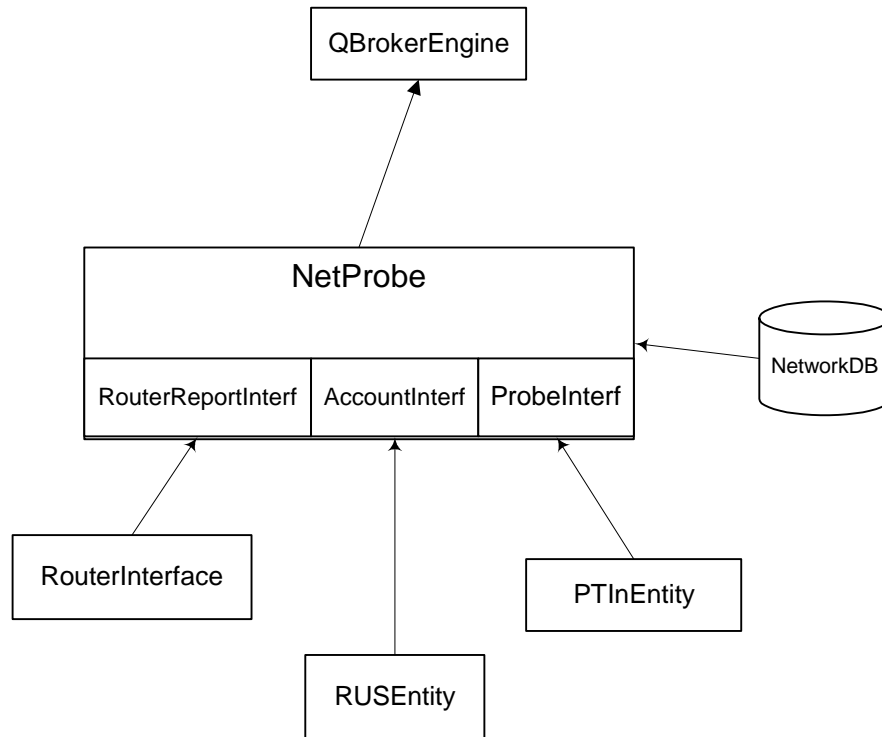 QBrokerEngine
NetProbe
NetworkDB
RouterReportInterf
AccountInterf
ProbeInterf
RouterInterface
PTInEntity
RUSEntity